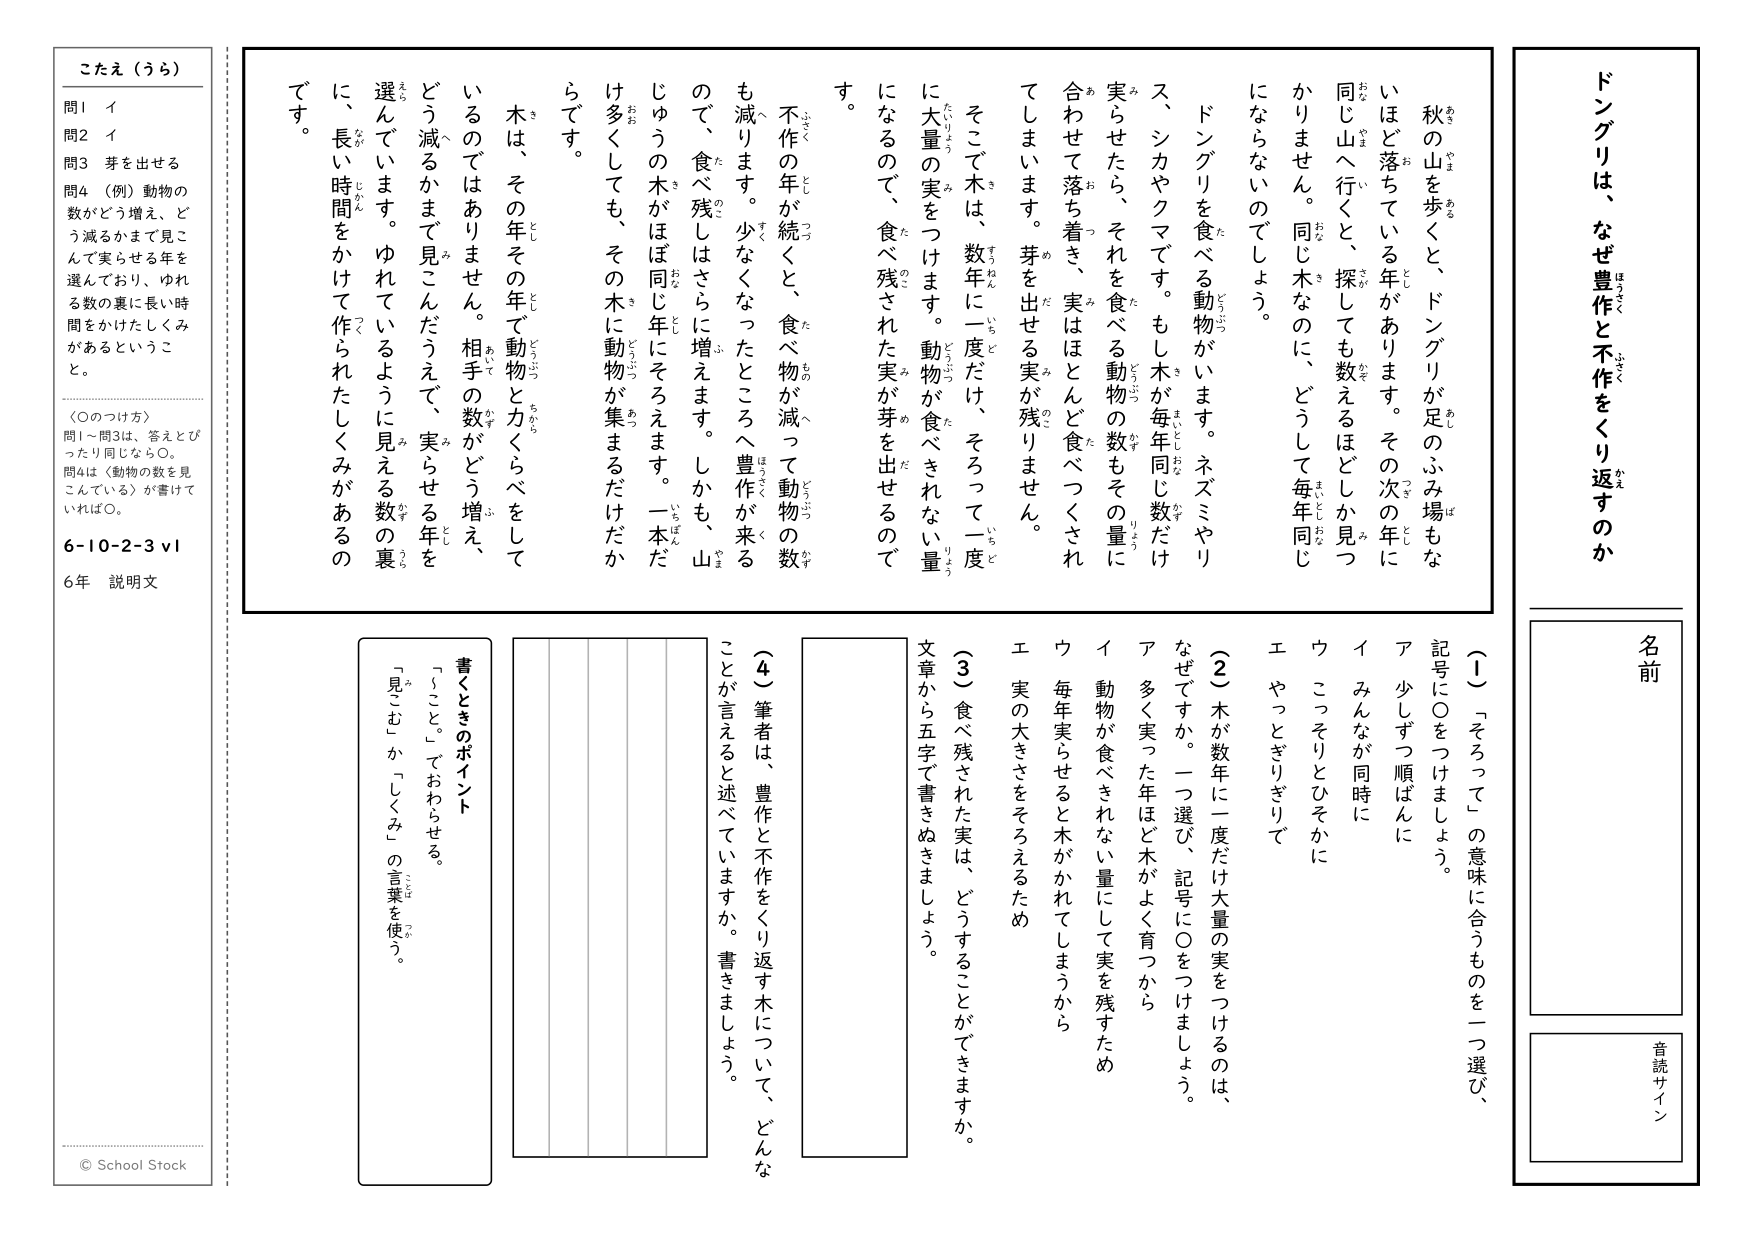 ドングリは、なぜ豊作と不作をくり返すのか
名前
音読サイン
秋の山を歩くと、ドングリが足のふみ場もな
いほど落ちている年があります。その次の年に
同じ山へ行くと、探しても数えるほどしか見つ
かりません。同じ木なのに、どうして毎年同じ
にならないのでしょう。
ドングリを食べる動物がいます。ネズミやリ
ス、シカやクマです。もし木が毎年同じ数だけ
実らせたら、それを食べる動物の数もその量に
合わせて落ち着き、実はほとんど食べつくされ
てしまいます。芽を出せる実が残りません。
そこで木は、数年に一度だけ、そろって一度
に大量の実をつけます。動物が食べきれない量
になるので、食べ残された実が芽を出せるので
す。
不作の年が続くと、食べ物が減って動物の数
も減ります。少なくなったところへ豊作が来る
ので、食べ残しはさらに増えます。しかも、山
じゅうの木がほぼ同じ年にそろえます。一本だ
け多くしても、その木に動物が集まるだけだか
らです。
木は、その年その年で動物と力くらべをして
いるのではありません。相手の数がどう増え、
どう減るかまで見こんだうえで、実らせる年を
選んでいます。ゆれているように見える数の裏
に、長い時間をかけて作られたしくみがあるの
です。
（1）「そろって」の意味に合うものを一つ選び、
記号に○をつけましょう。
ア 少しずつ順ばんに
イ みんなが同時に
ウ こっそりとひそかに
エ やっとぎりぎりで
（2）木が数年に一度だけ大量の実をつけるのは、
なぜですか。一つ選び、記号に○をつけましょう。
ア 多く実った年ほど木がよく育つから
イ 動物が食べきれない量にして実を残すため
ウ 毎年実らせると木がかれてしまうから
エ 実の大きさをそろえるため
（3）食べ残された実は、どうすることができますか。
文章から五字で書きぬきましょう。
（4）筆者は、豊作と不作をくり返す木について、どんな
ことが言えると述べていますか。書きましょう。
書くときのポイント
「～こと。」でおわらせる。
「見こむ」か「しくみ」の言葉を使う。
こたえ（うら）
問1 イ
問2 イ
問3 芽を出せる
問4 （例）動物の
数がどう増え、ど
う減るかまで見こ
んで実らせる年を
選んでおり、ゆれ
る数の裏に長い時
間をかけたしくみ
があるというこ
と。
〈○のつけ方〉
問1～問3は、答えとぴ
ったり同じなら○。
問4は〈動物の数を見
こんでいる〉が書けて
いれば○。
6-10-2-3 v1
6年 説明文
© School Stock